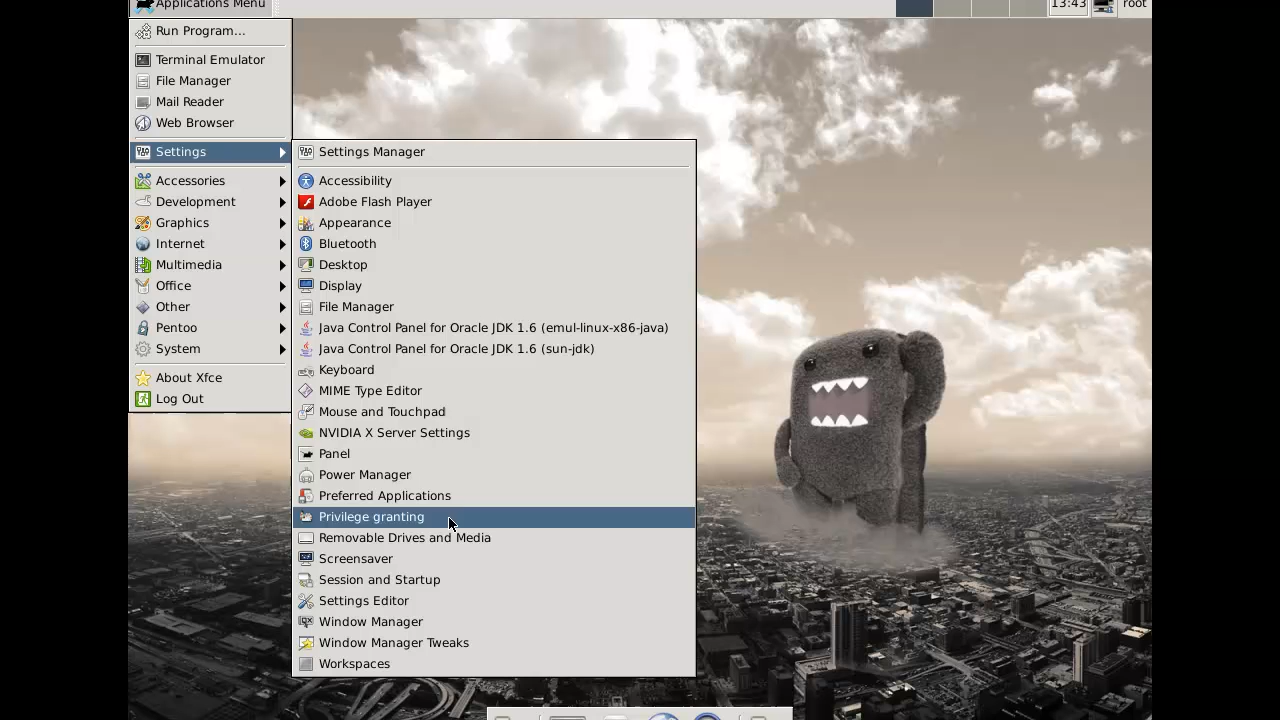 Applications Menu
13:43
root
Run Program...
Terminal Emulator
File Manager
Mail Reader
Web Browser
Settings
Accessories
Development
Graphics
Internet
Multimedia
Office
Other
Pentoo
System
About Xfce
Log Out
Settings Manager
Accessibility
Adobe Flash Player
Appearance
Bluetooth
Desktop
Display
File Manager
Java Control Panel for Oracle JDK 1.6 (emul-linux-x86-java)
Java Control Panel for Oracle JDK 1.6 (sun-jdk)
Keyboard
MIME Type Editor
Mouse and Touchpad
NVIDIA X Server Settings
Panel
Power Manager
Preferred Applications
Privilege granting
Removable Drives and Media
Screensaver
Session and Startup
Settings Editor
Window Manager
Window Manager Tweaks
Workspaces